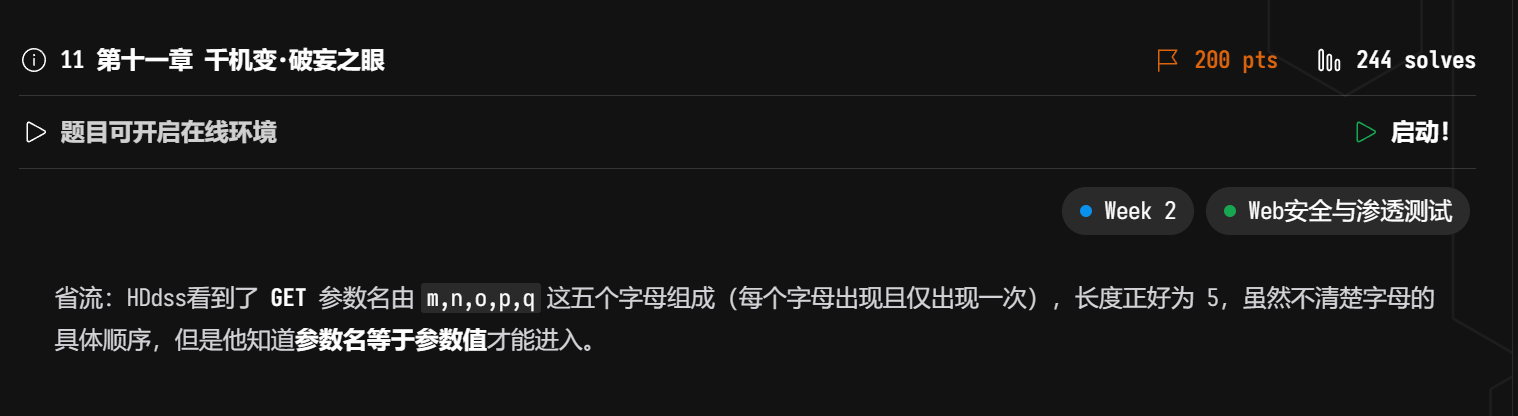 11 第十一章 千机变·破妄之眼 200 pts 244 solves
题目可开启在线环境 启动!
Week 2 Web安全与渗透测试
省流：HDdss看到了 GET 参数名由 m,n,o,p,q 这五个字母组成（每个字母出现且仅出现一次），长度正好为 5，虽然不清楚字母的
具体顺序，但是他知道参数名等于参数值才能进入。